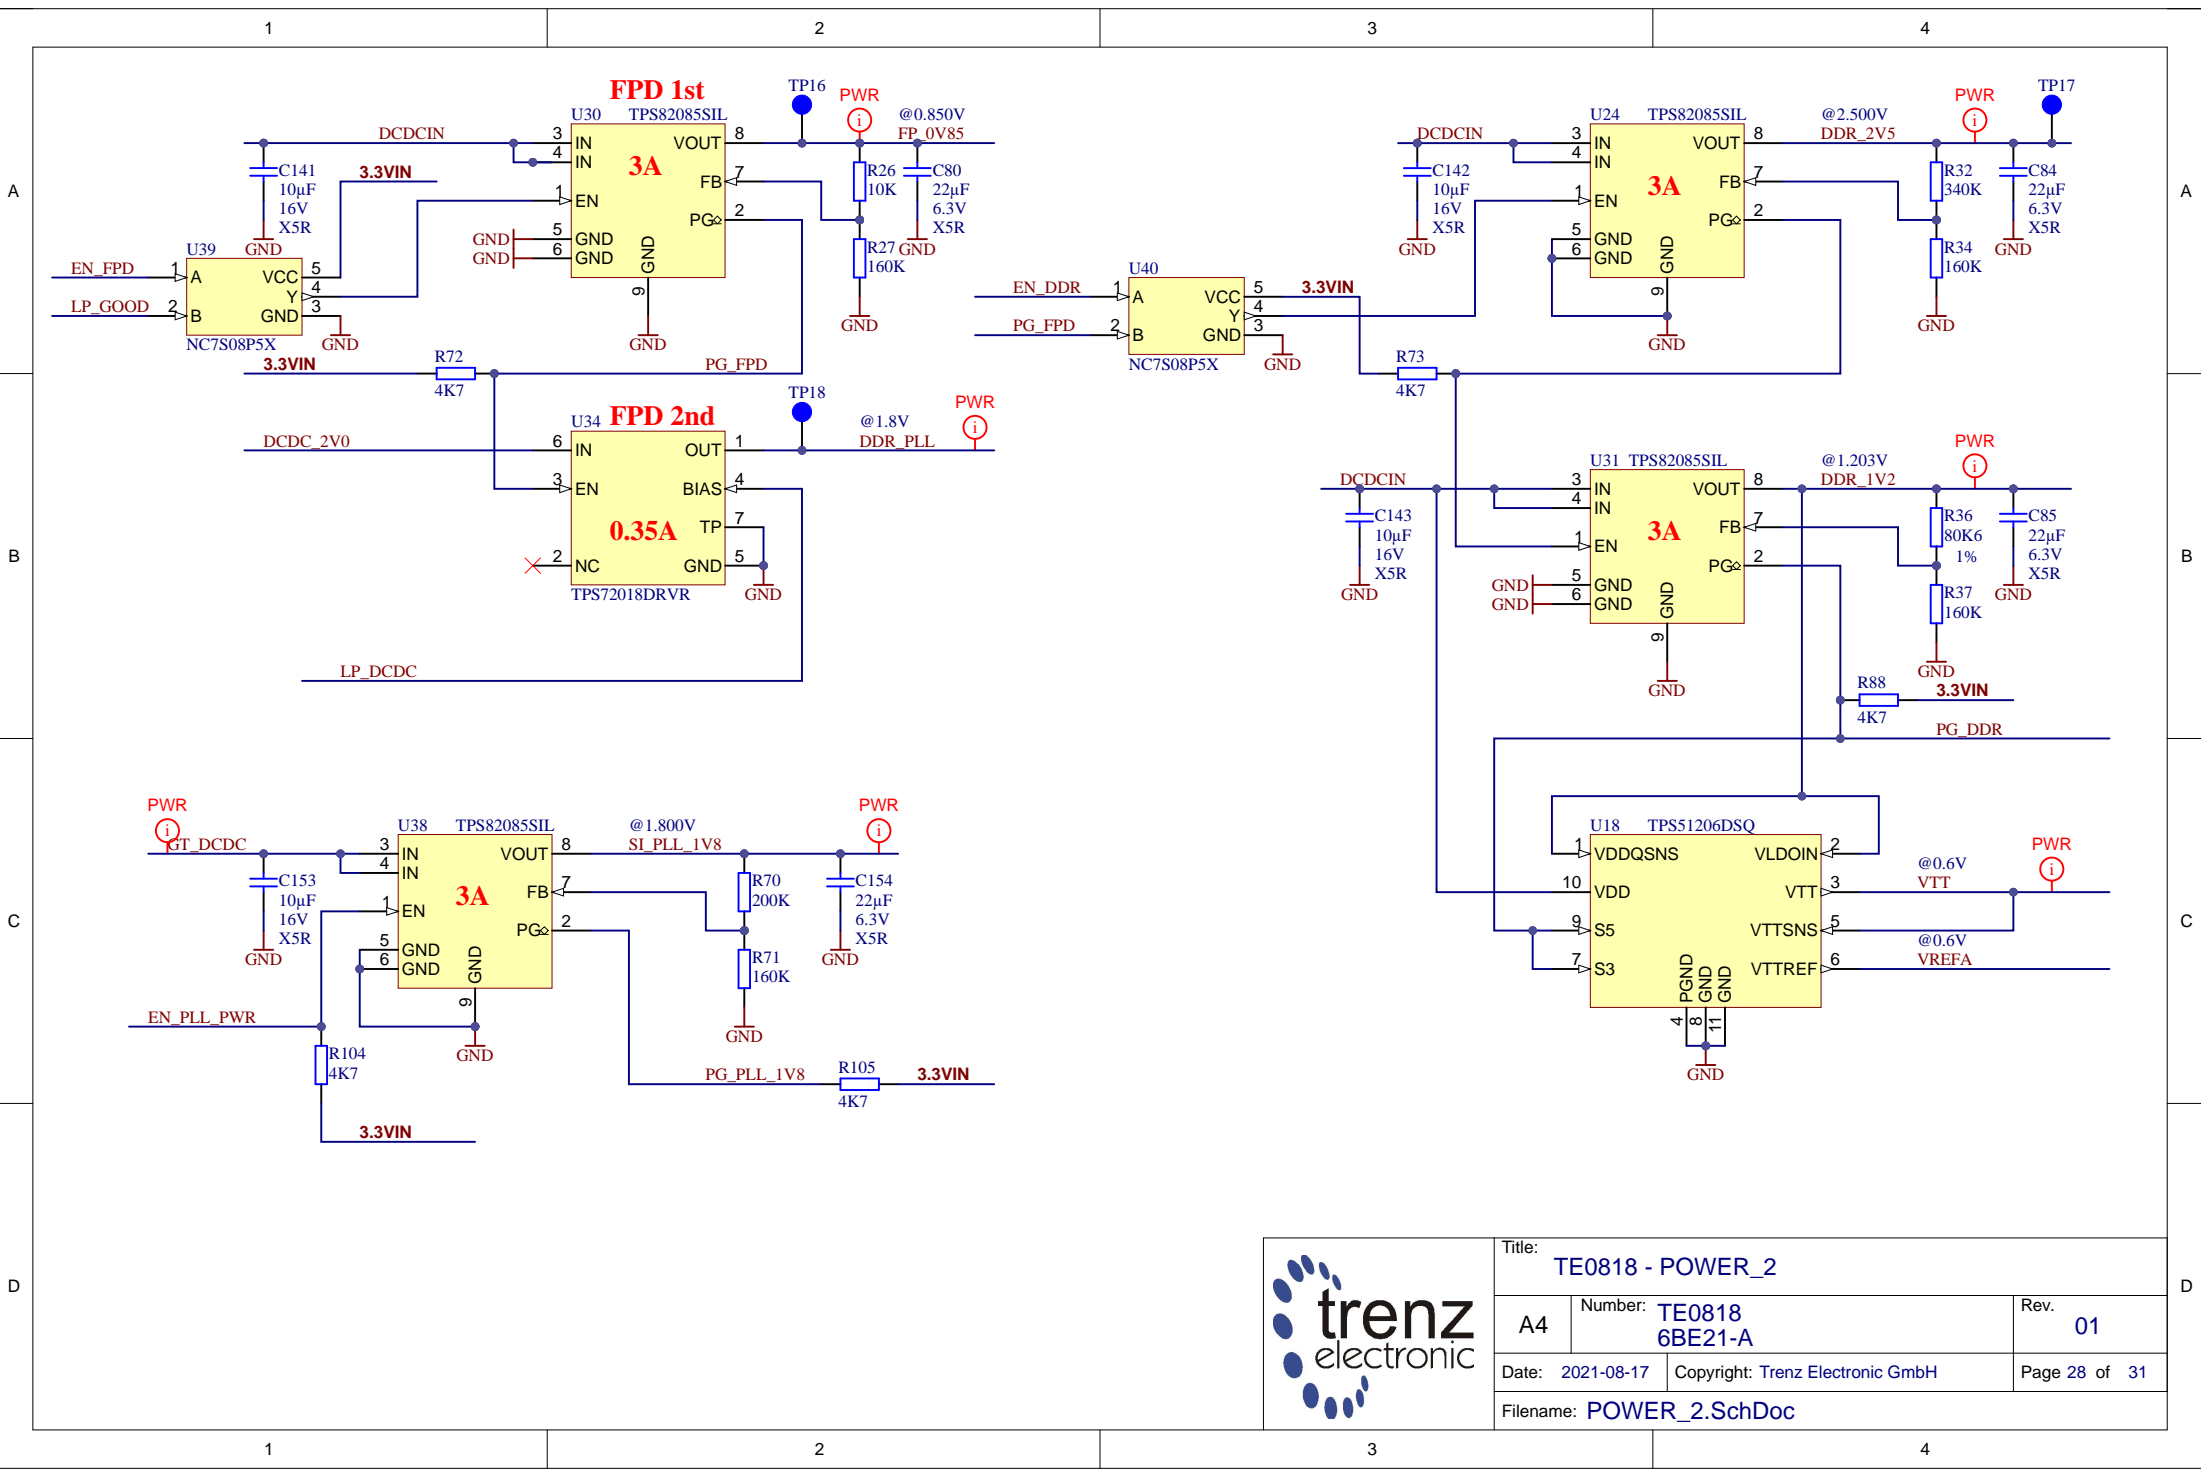 1
2
3
4
A
A
B
B
C
C
D
D
1
2
3
4
FPD 1st
U30 TPS82085SIL
TP16
PWR
i
@0.850V
FP_0V85
DCDCIN
3 IN
4 IN
1 EN
5 GND
6 GND
GND
GND
GND
9
GND
VOUT 8
FB 7
PG 2
3A
C141
10µF
16V
X5R
GND
3.3VIN
R26
10K
R27
160K
GND
C80
22µF
6.3V
X5R
GND
U39
EN_FPD
LP_GOOD
1 A
2 B
VCC 5
Y 4
GND 3
NC7S08P5X
GND
3.3VIN
R72
4K7
PG_FPD
FPD 2nd
U34
TP18
@1.8V
DDR_PLL
PWR
i
DCDC_2V0
6 IN
3 EN
2 NC
OUT 1
BIAS 4
TP 7
GND 5
0.35A
TPS72018DRVR
GND
LP_DCDC
PWR
i
GT_DCDC
U38 TPS82085SIL
@1.800V
SI_PLL_1V8
PWR
i
3 IN
4 IN
1 EN
5 GND
6 GND
GND
9
GND
VOUT 8
FB 7
PG 2
3A
C153
10µF
16V
X5R
GND
R70
200K
R71
160K
GND
C154
22µF
6.3V
X5R
GND
EN_PLL_PWR
R104
4K7
3.3VIN
PG_PLL_1V8
R105
4K7
3.3VIN
U24 TPS82085SIL
@2.500V
DDR_2V5
PWR
i
TP17
DCDCIN
3 IN
4 IN
1 EN
5 GND
6 GND
GND
9
GND
VOUT 8
FB 7
PG 2
3A
C142
10µF
16V
X5R
GND
R32
340K
R34
160K
GND
C84
22µF
6.3V
X5R
GND
U40
EN_DDR
PG_FPD
1 A
2 B
VCC 5
Y 4
GND 3
NC7S08P5X
GND
3.3VIN
R73
4K7
U31 TPS82085SIL
@1.203V
DDR_1V2
PWR
i
DCDCIN
3 IN
4 IN
1 EN
5 GND
6 GND
GND
GND
GND
9
GND
VOUT 8
FB 7
PG 2
3A
C143
10µF
16V
X5R
GND
R36
80K6
1%
R37
160K
GND
C85
22µF
6.3V
X5R
GND
R88
4K7
3.3VIN
PG_DDR
U18 TPS51206DSQ
1 VDDQSNS
10 VDD
9 S5
7 S3
VLDOIN 2
VTT 3
VTTSNS 5
VTTREF 6
PGND
GND
GND
4
8
11
GND
@0.6V
VTT
PWR
i
@0.6V
VREFA
trenz
electronic
Title:
TE0818 - POWER_2
A4
Number: TE0818
6BE21-A
Rev.
01
Date: 2021-08-17
Copyright: Trenz Electronic GmbH
Page 28 of 31
Filename: POWER_2.SchDoc